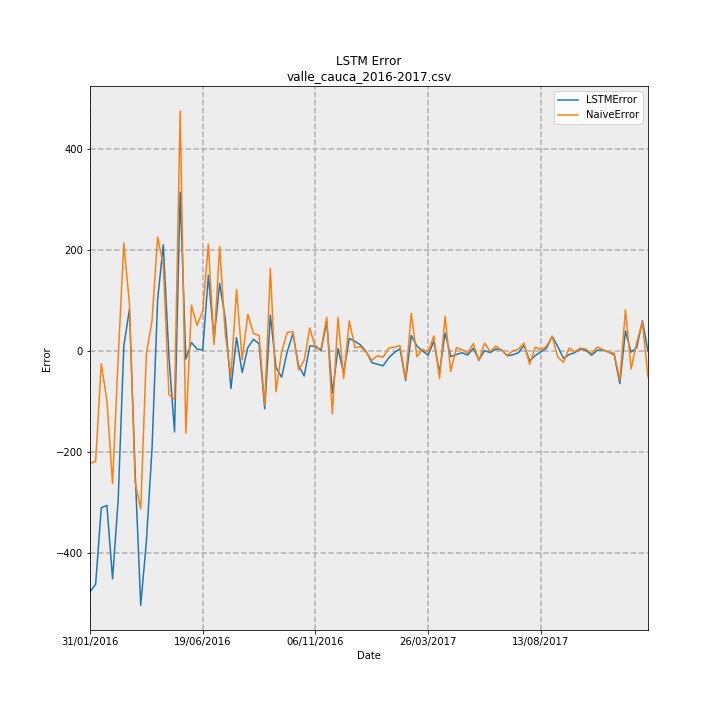 LSTM Error
valle_cauca_2016-2017.csv
LSTMError
NaiveError
400
200
0
−200
−400
Error
31/01/2016
19/06/2016
06/11/2016
26/03/2017
13/08/2017
Date